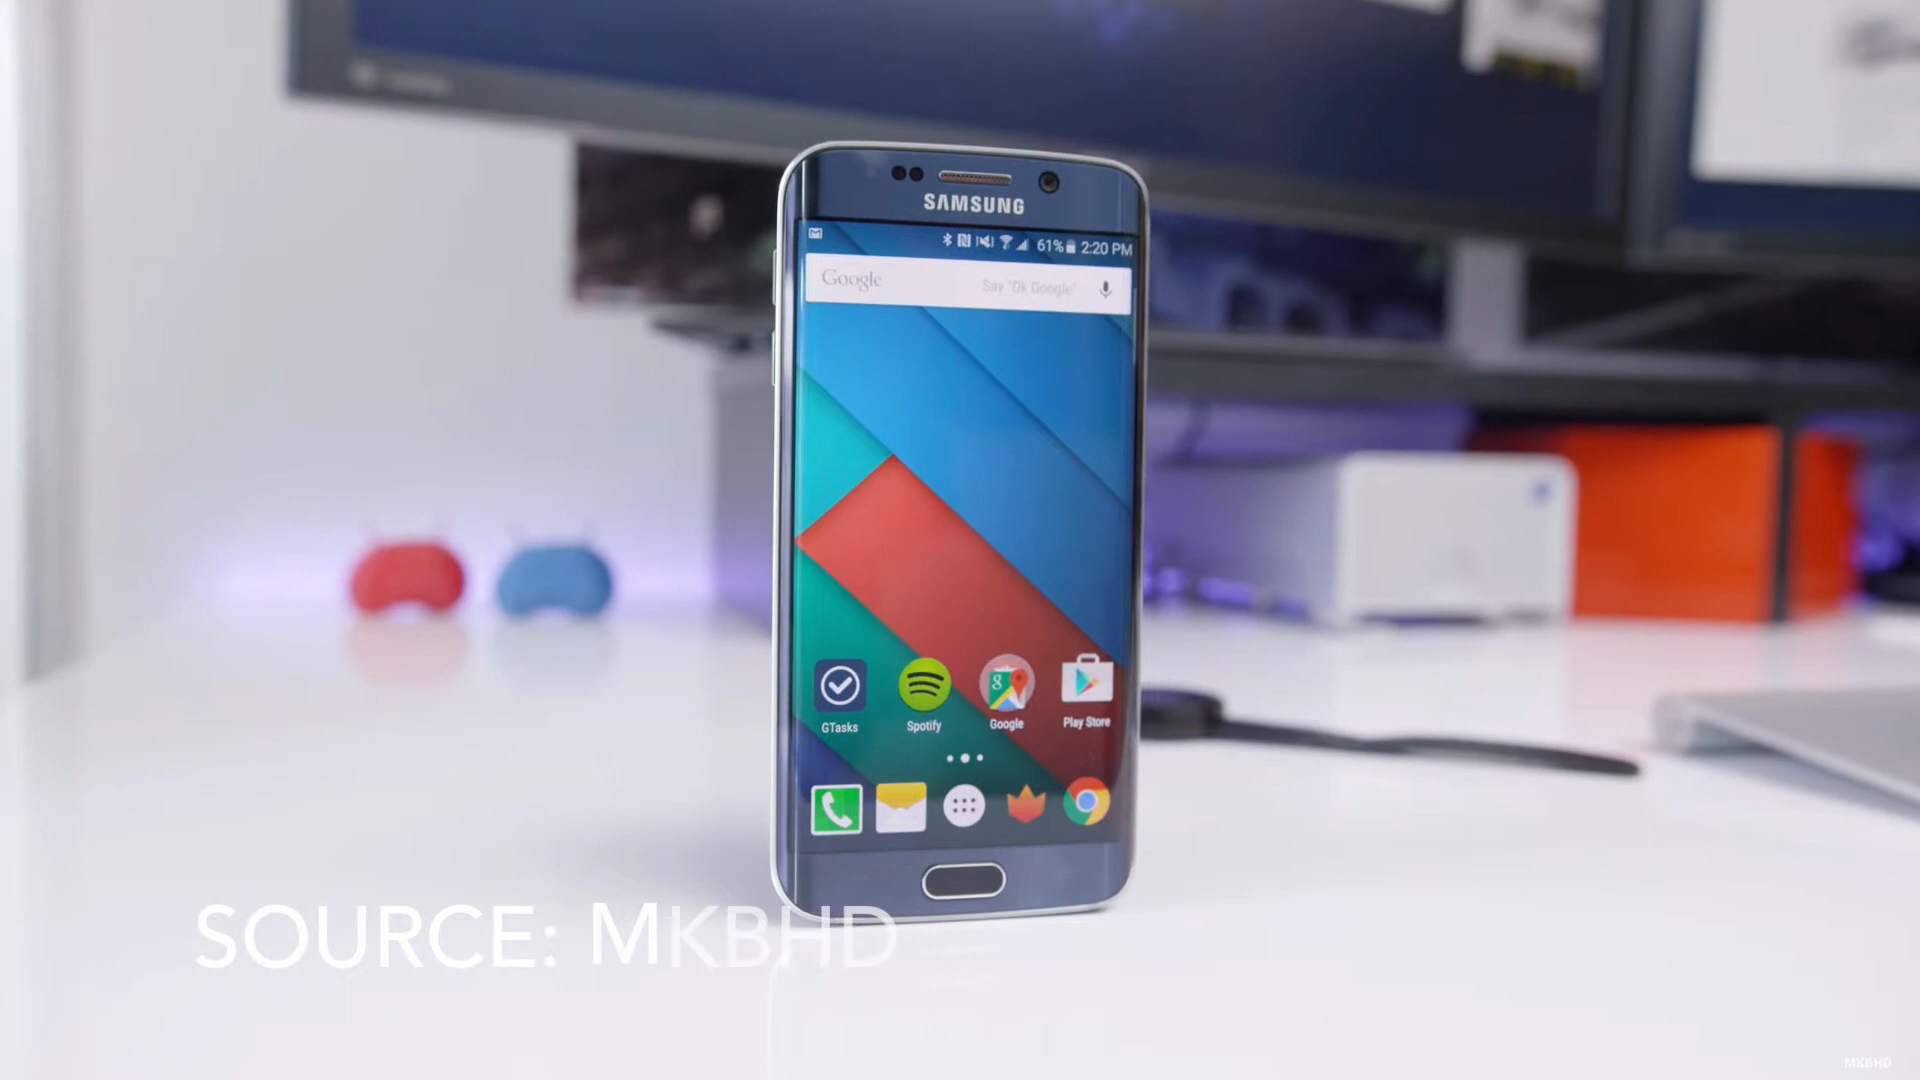 SAMSUNG
61% 2:20 PM
Google Say "Ok Google"
GTasks Spotify Google Play Store
SOURCE: MKBHD
MKBHD